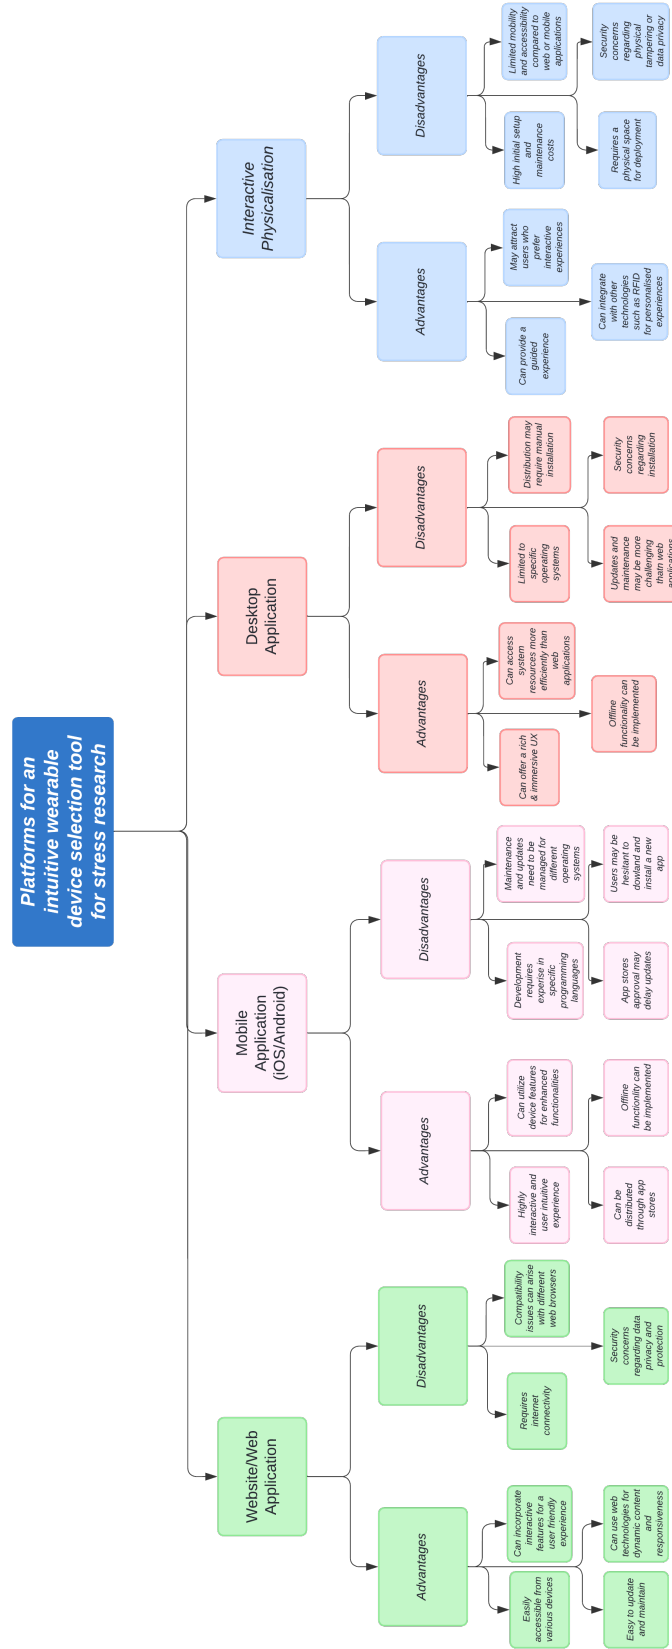 Platforms for an
intuitive wearable
device selection tool
for stress research
Website/Web
Application
Advantages
Easily
accessible from
various devices
Can incorporate
interactive
features for a
user friendly
experience
Easy to update
and maintain
Can use web
technologies for
dynamic content
and
responsiveness
Disadvantages
Requires
internet
connectivity
Compatibility
issues can arise
with different
web browsers
Security
concerns
regarding data
privacy and
protection
Mobile
Application
(iOS/Android)
Advantages
Highly
interactive and
user intuitive
experience
Can utilize
device features
for enhanced
functionalities
Can be
distributed
through app
stores
Offline
functionlity can
be implemented
Disadvantages
Development
requires
experise in
specific
programming
languages
Maintenance
and updates
need to be
managed for
different
operating
systems
App stores
approval may
delay updates
Users may be
hesitant to
dowland and
install a new
app
Desktop
Application
Advantages
Can offer a rich
& immersive UX
Can access
system
resources more
efficiently than
web
applications
Offline
functionality can
be implemented
Disadvantages
Limited to
specific
operating
systems
Distribution may
require manual
installation
Updates and
maintenance
may be more
challenging
thatn web
applications
Security
concerns
regarding
installation
Interactive
Physicalisation
Advantages
Can provide a
guided
experience
May attract
users who
prefer
interactive
experiences
Can integrate
with other
technologies
such as RFID
for personalised
experiences
Disadvantages
High initial setup
and
maintenance
costs
Limited mobility
and accessibility
compared to
web or mobile
applications
Requires a
physical space
for deployment
Security
concerns
regarding
physical
tampering or
data privacy